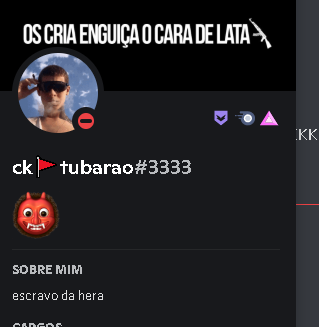 OS CRIA ENGUIÇA O CARA DE LATA
KK
ck🚩tubarao#3333
SOBRE MIM
escravo da hera
CARGOS